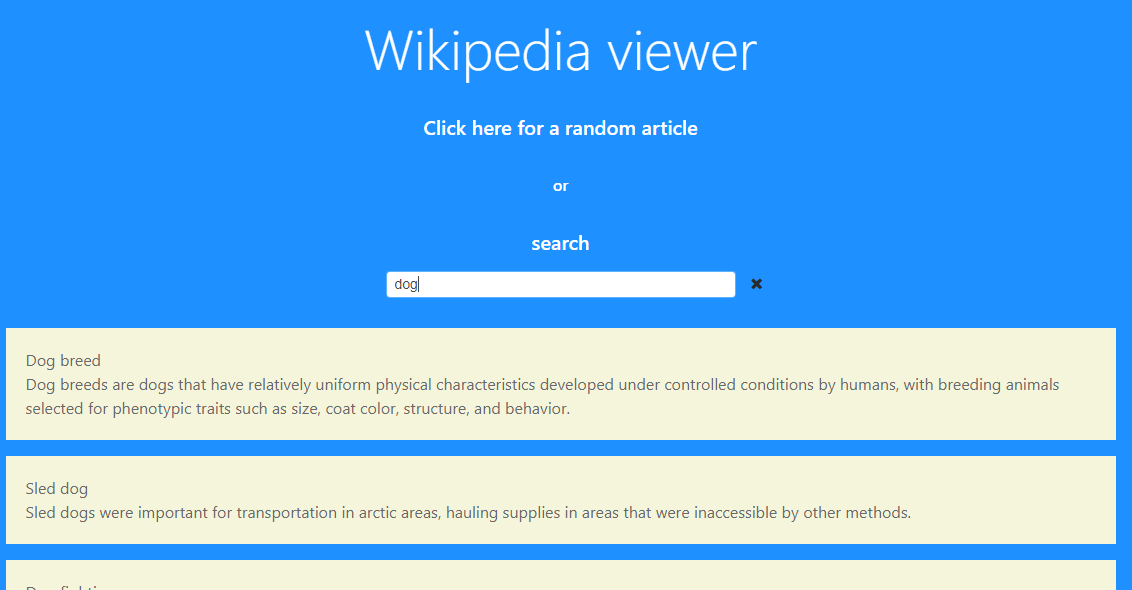 Wikipedia viewer
Click here for a random article
or
search
dog
Dog breed
Dog breeds are dogs that have relatively uniform physical characteristics developed under controlled conditions by humans, with breeding animals
selected for phenotypic traits such as size, coat color, structure, and behavior.
Sled dog
Sled dogs were important for transportation in arctic areas, hauling supplies in areas that were inaccessible by other methods.